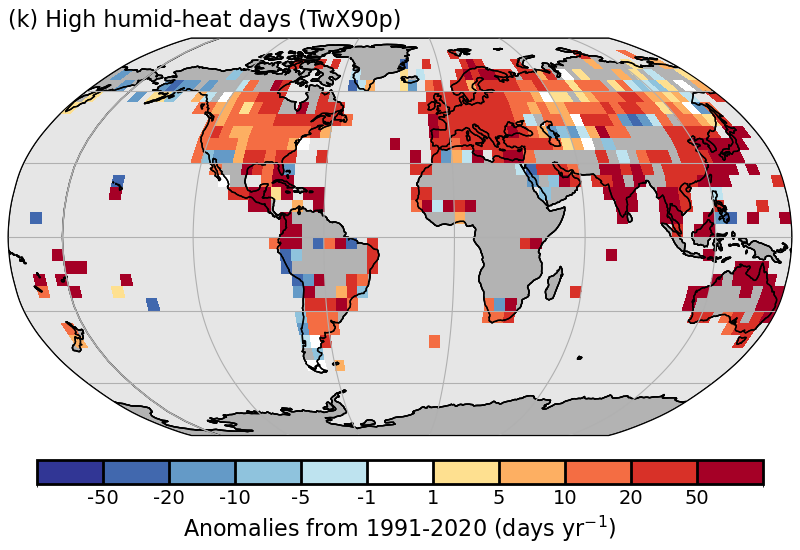 (k) High humid-heat days (TwX90p)
-50 -20 -10 -5 -1 1 5 10 20 50
Anomalies from 1991-2020 (days yr⁻¹)